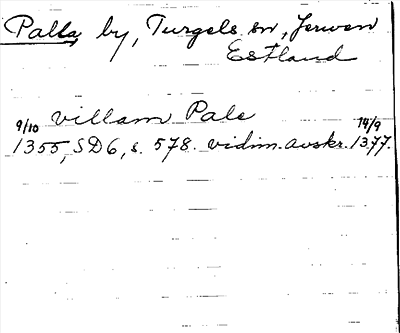 Palla, by, Turgels sn, Jerwen
Estland
9/10 villam Pale 14/9
1355, SD6, s. 578. vidim. avskr. 1377.